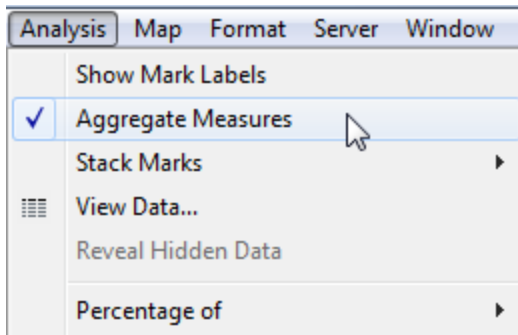 Analysis Map Format Server Window
Show Mark Labels
Aggregate Measures
Stack Marks
View Data...
Reveal Hidden Data
Percentage of